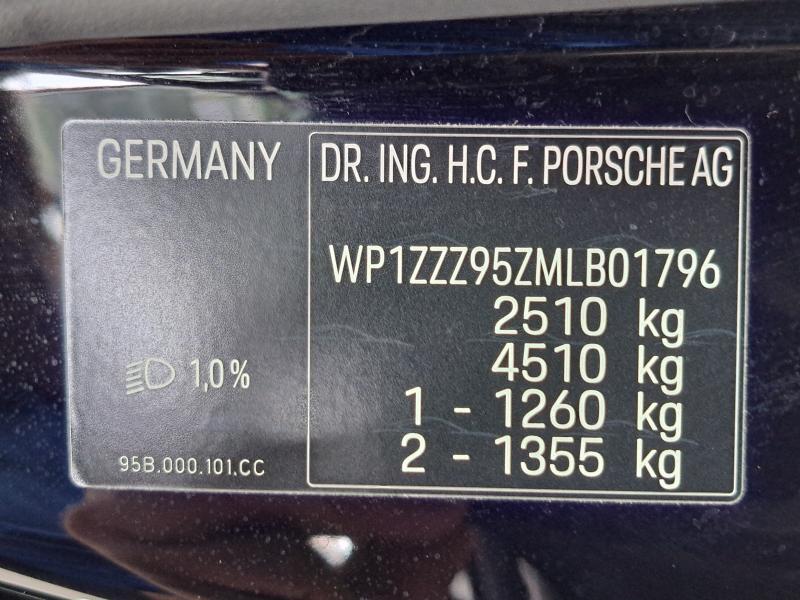 GERMANY
1,0%
95B.000.101.CC
DR. ING. H.C. F. PORSCHE AG
WP1ZZZ95ZMLB01796
2510 kg
4510 kg
1 - 1260 kg
2 - 1355 kg